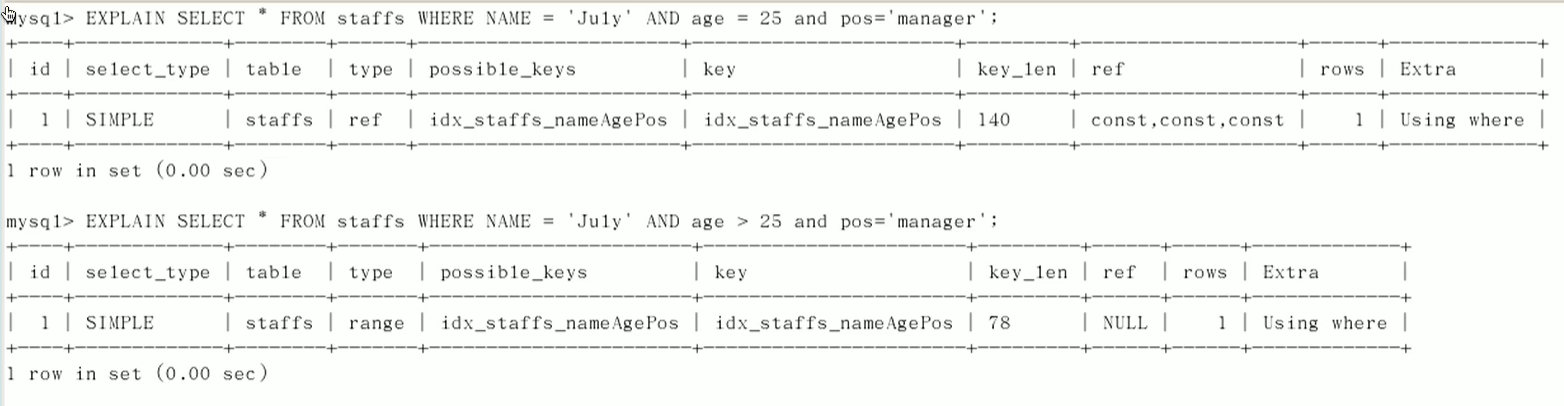 mysql> EXPLAIN SELECT * FROM staffs WHERE NAME = 'July' AND age = 25 and pos='manager';
+----+-------------+--------+------+-----------------------+-----------------------+---------+-------------------+------+-------------+
| id | select_type | table | type | possible_keys | key | key_len | ref | rows | Extra |
+----+-------------+--------+------+-----------------------+-----------------------+---------+-------------------+------+-------------+
| 1 | SIMPLE | staffs | ref | idx_staffs_nameAgePos | idx_staffs_nameAgePos | 140 | const,const,const | 1 | Using where |
+----+-------------+--------+------+-----------------------+-----------------------+---------+-------------------+------+-------------+
1 row in set (0.00 sec)
mysql> EXPLAIN SELECT * FROM staffs WHERE NAME = 'July' AND age > 25 and pos='manager';
+----+-------------+--------+-------+-----------------------+-----------------------+---------+------+------+-------------+
| id | select_type | table | type | possible_keys | key | key_len | ref | rows | Extra |
+----+-------------+--------+-------+-----------------------+-----------------------+---------+------+------+-------------+
| 1 | SIMPLE | staffs | range | idx_staffs_nameAgePos | idx_staffs_nameAgePos | 78 | NULL | 1 | Using where |
+----+-------------+--------+-------+-----------------------+-----------------------+---------+------+------+-------------+
1 row in set (0.00 sec)